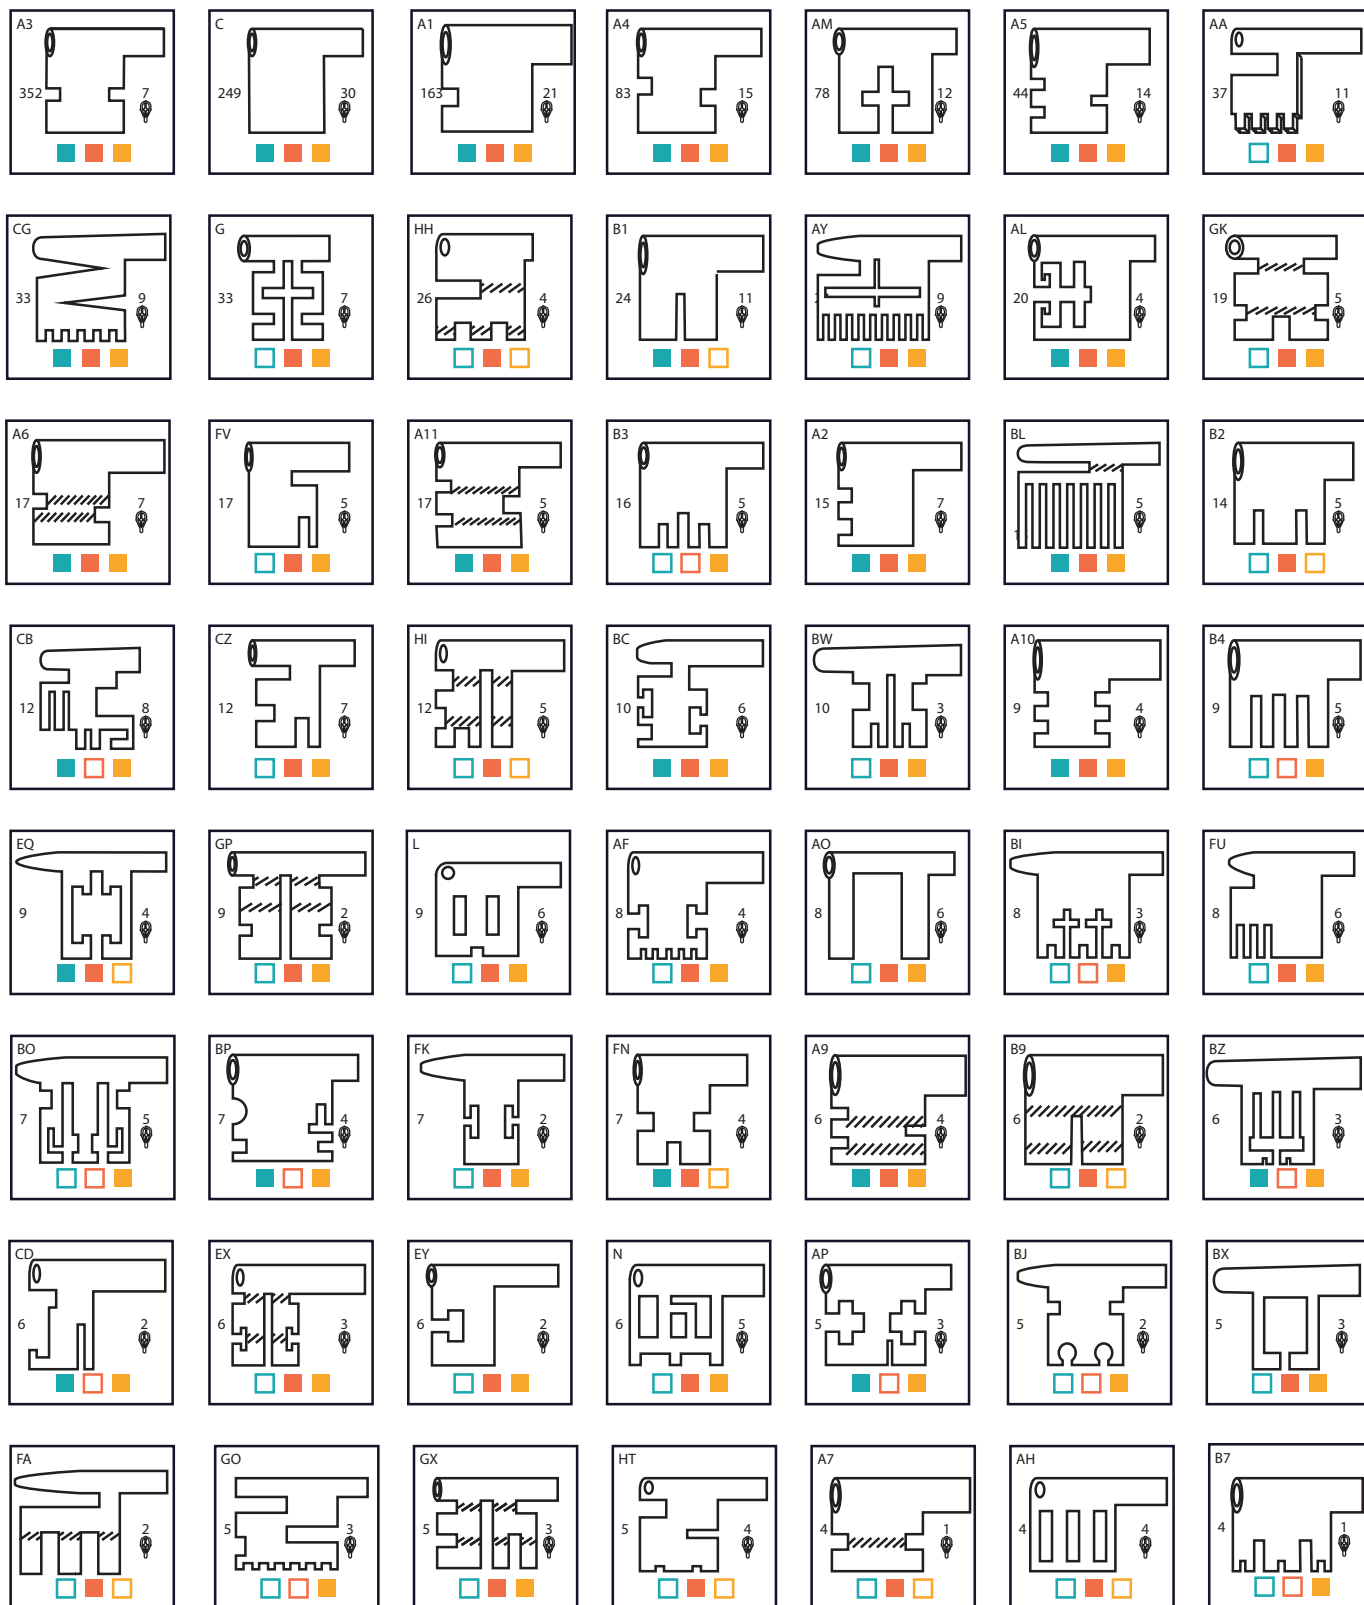 A3 C A1 A4 AM A5 AA
352 7 249 30 163 21 83 15 78 12 44 14 37 11
CG G HH B1 AY AL GK
33 9 33 7 26 4 24 11 9 20 4 19 5
A6 FV A11 B3 A2 BL B2
17 7 17 5 17 5 16 5 15 7 5 14 5
CB CZ HI BC BW A10 B4
12 8 12 7 12 5 10 6 10 3 9 4 9 5
EQ GP L AF AO BI FU
9 4 9 2 9 6 8 4 8 6 8 3 8 6
BO BP FK FN A9 B9 BZ
7 5 7 4 7 2 7 4 6 4 6 2 6 3
CD EX EY N AP BJ BX
6 2 6 3 6 2 6 5 5 3 5 2 5 3
FA GO GX HT A7 AH B7
5 2 5 3 5 3 5 4 4 1 4 4 4 1